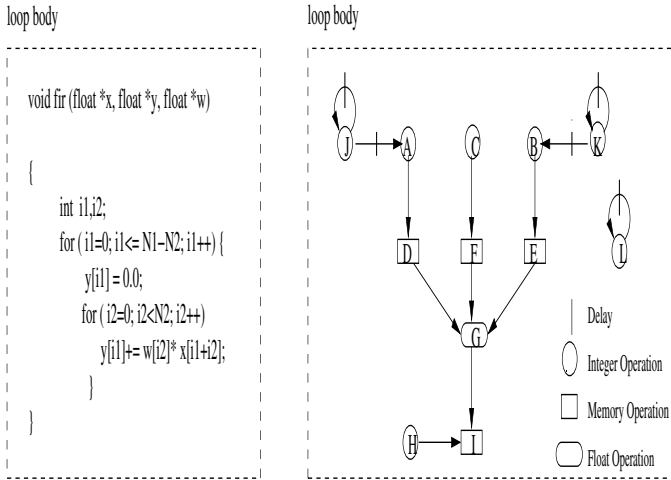 loop body
void fir (float *x, float *y, float *w)
{
int i1,i2;
for ( i1=0; i1<= N1−N2; i1++) {
y[i1] = 0.0;
for ( i2=0; i2<N2; i2++)
y[i1]+= w[i2]* x[i1+i2];
}
}
loop body
J A C B K
D F E L
G
H I
Delay
Integer Operation
Memory Operation
Float Operation